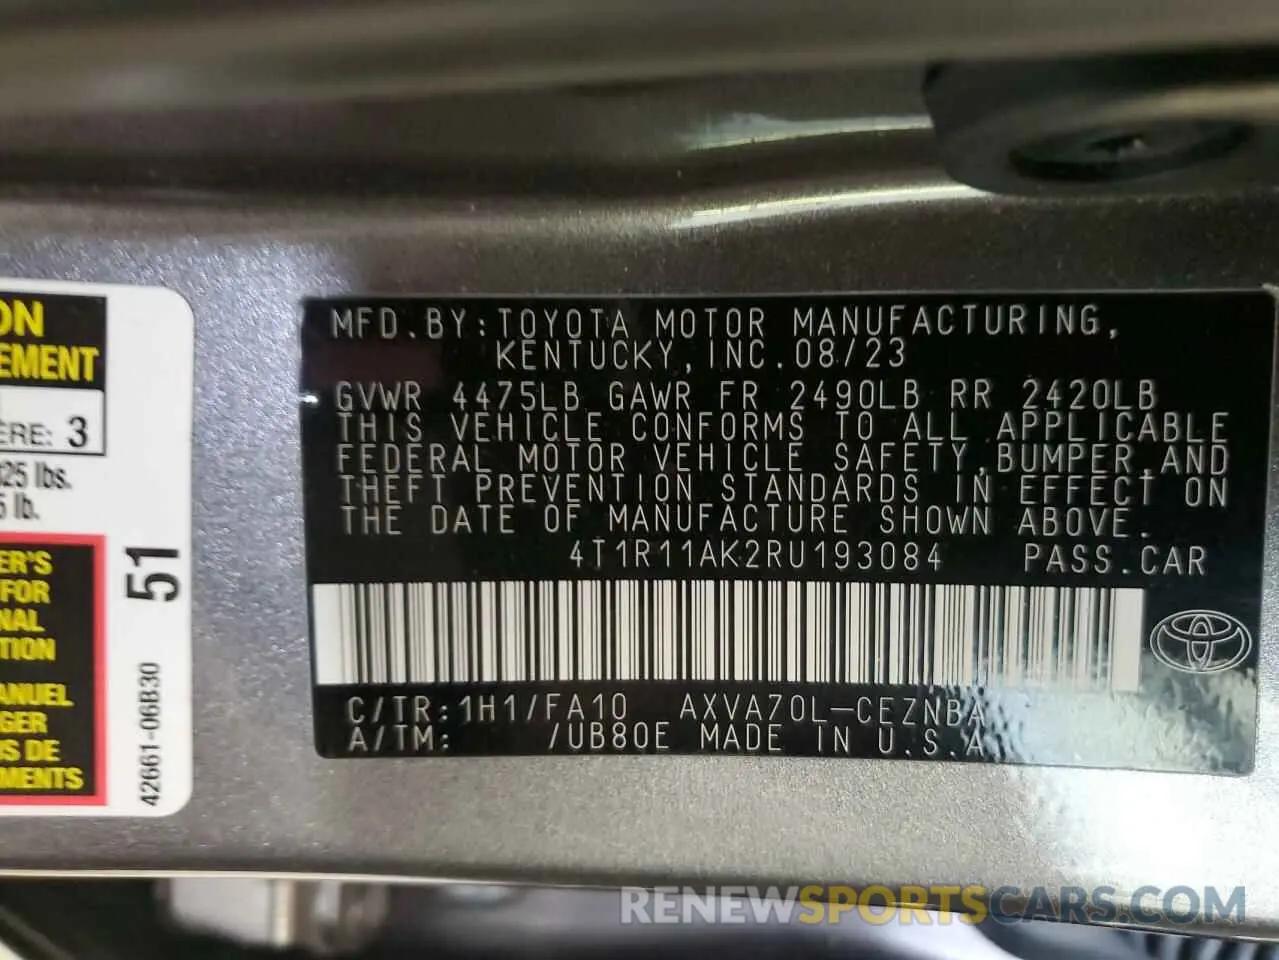 ON
EMENT
ÈRE: 3
825 lbs.
5 lb.
ER'S
FOR
NAL
TION
MANUEL
GER
US DE
MENTS
51
42661-06B30
MFD. BY: TOYOTA MOTOR MANUFACTURING,
KENTUCKY, INC. 08/23
GVWR 4475LB GAWR FR 2490LB RR 2420LB
THIS VEHICLE CONFORMS TO ALL APPLICABLE
FEDERAL MOTOR VEHICLE SAFETY, BUMPER, AND
THEFT PREVENTION STANDARDS IN EFFECT ON
THE DATE OF MANUFACTURE SHOWN ABOVE.
4T1R11AK2RU193084 PASS. CAR
C/TR: 1H1/FA10 AXVA70L-CEZNBA
A/TM: /UB80E MADE IN U.S.A.
RENEWSPORTSCARS.COM